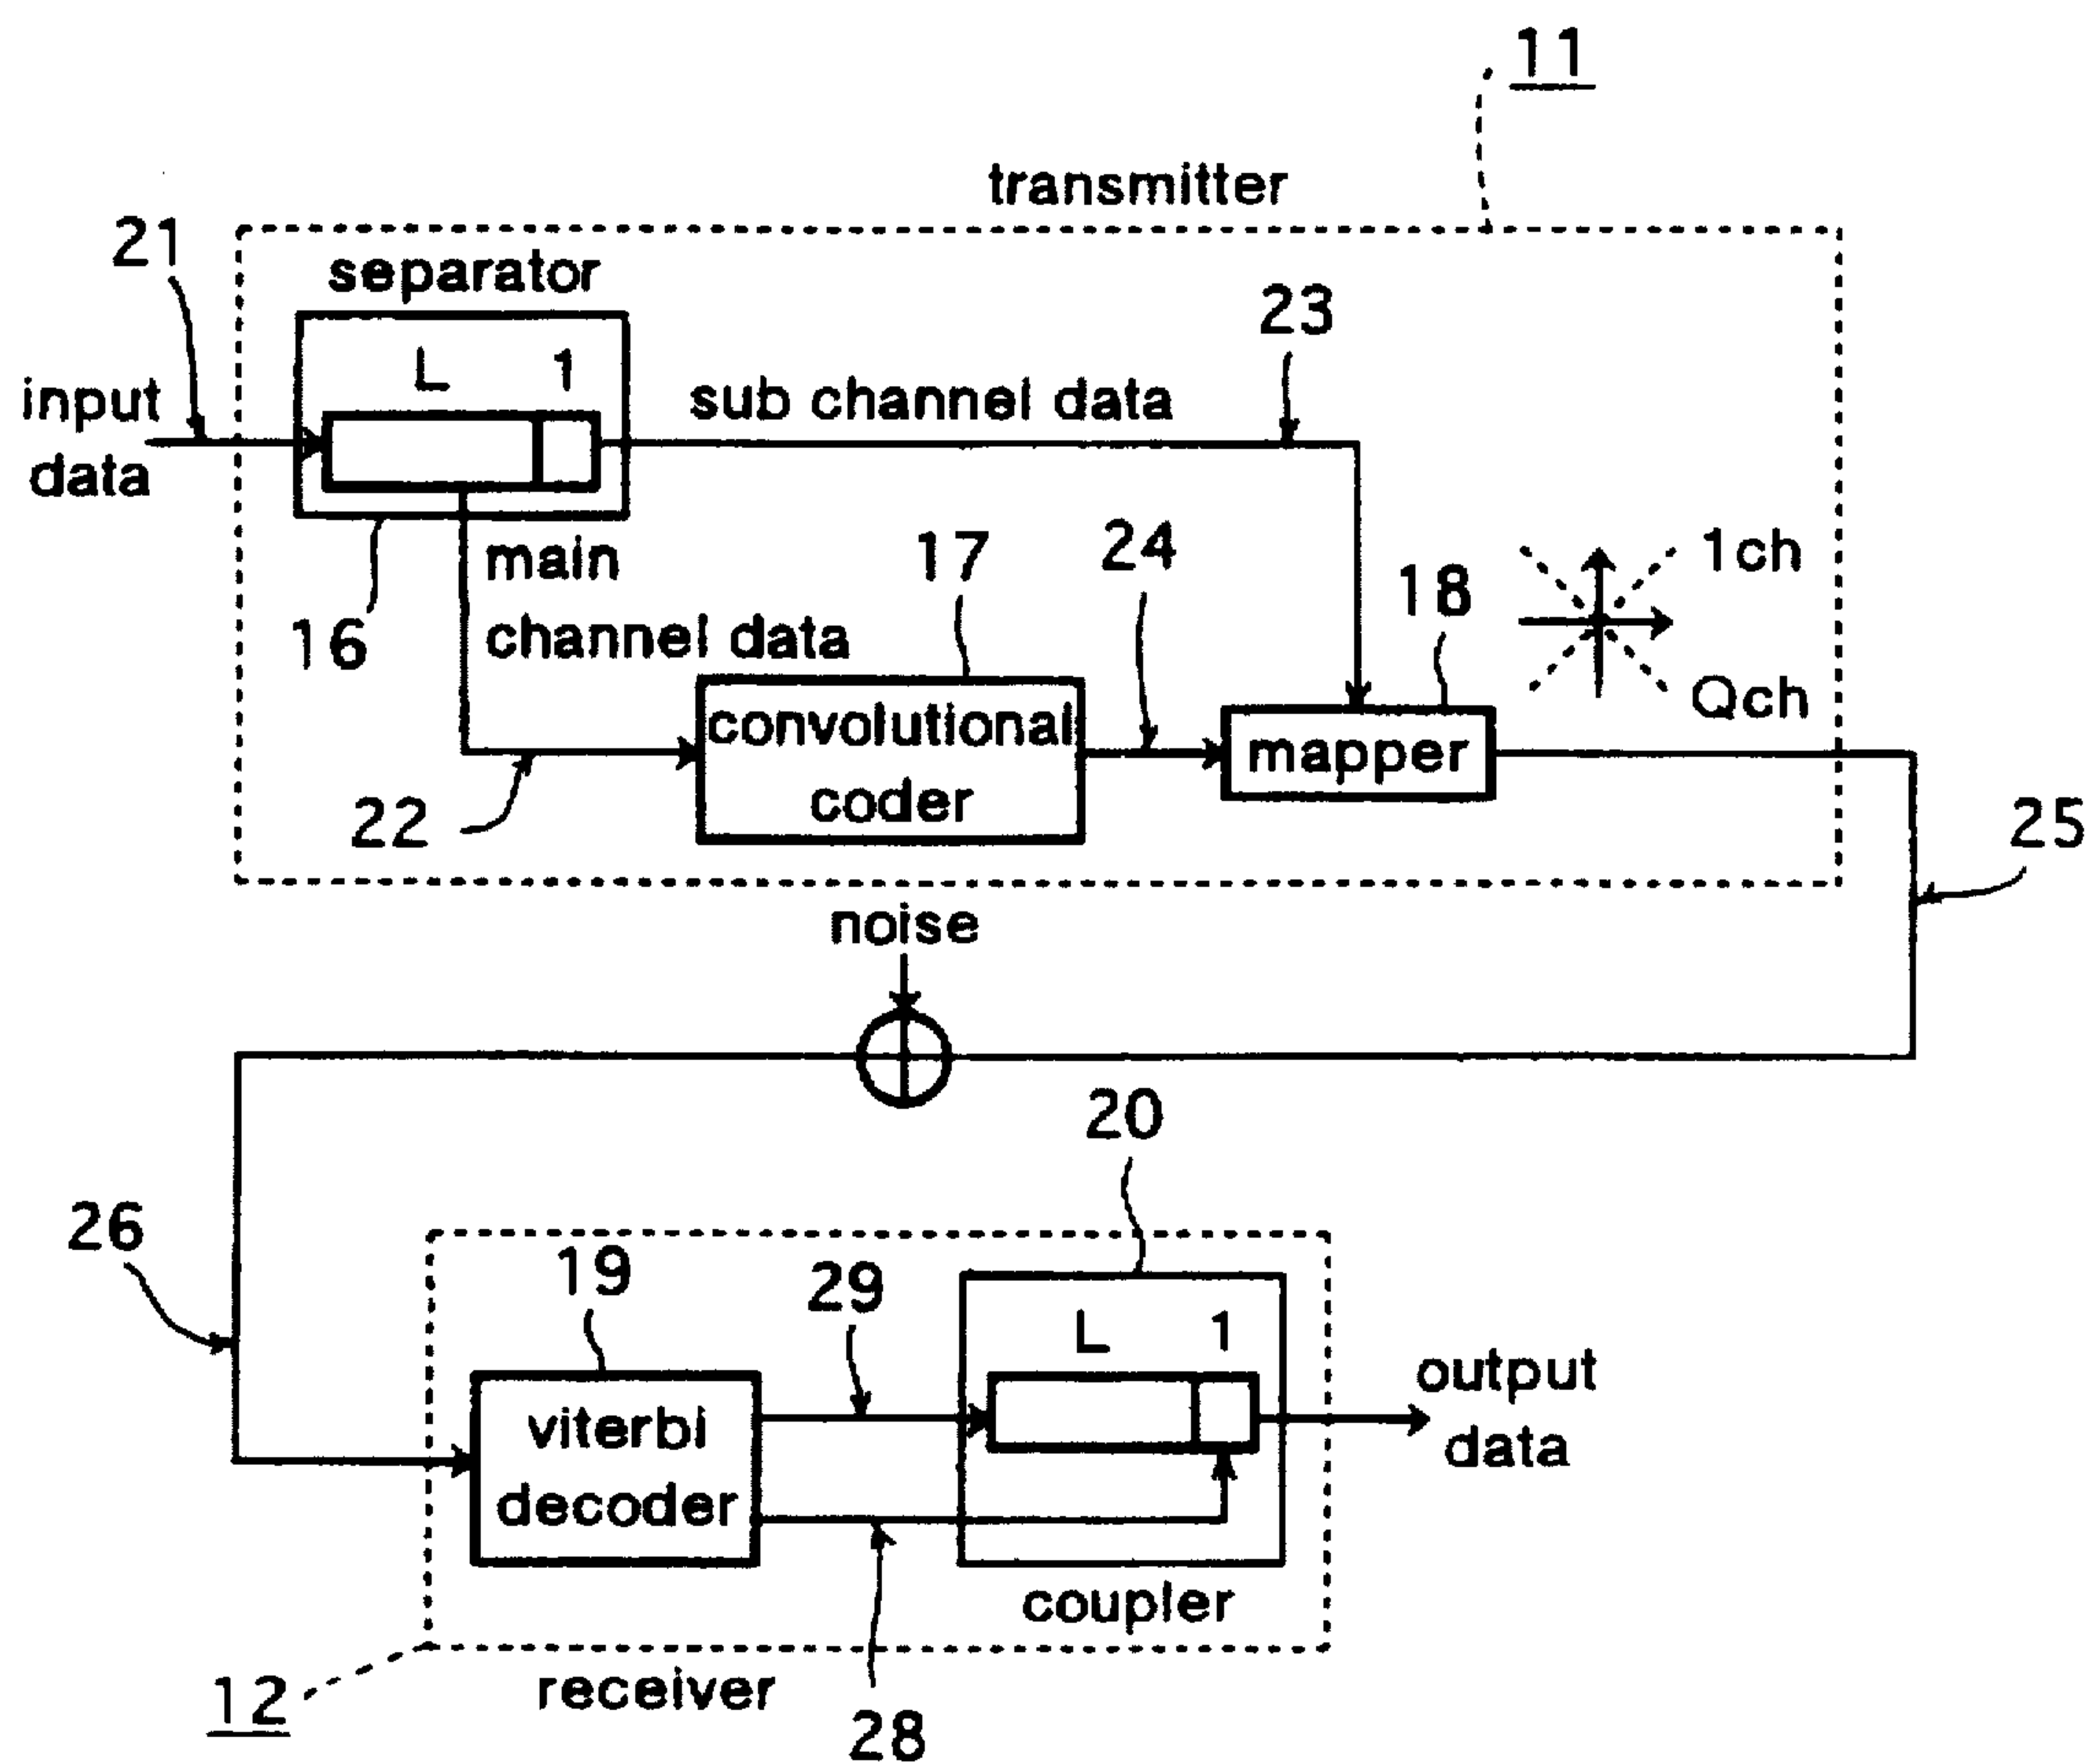 11
transmitter
21
separator
23
L 1
input
data
sub channel data
16
main
channel data
17
24
18
1ch
Qch
convolutional
coder
mapper
22
25
noise
20
26
19
29
L 1
viterbi
decoder
output
data
coupler
12
receiver
28